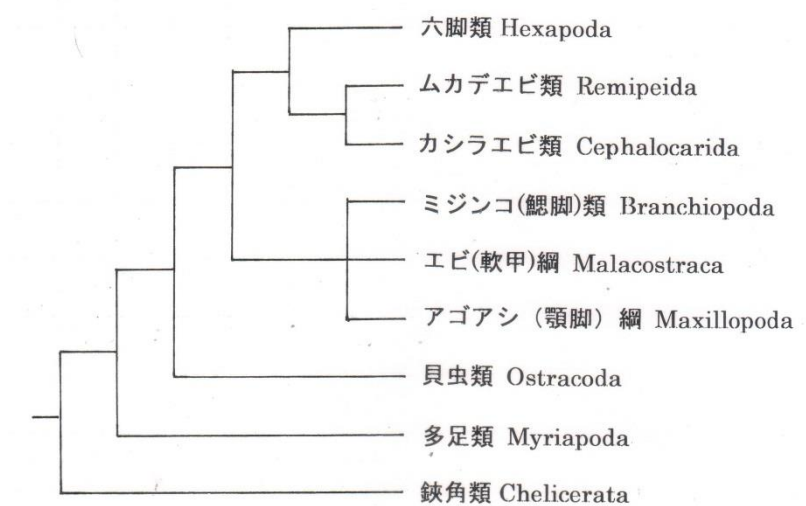 六脚類 Hexapoda
ムカデエビ類 Remipeida
カシラエビ類 Cephalocarida
ミジンコ(鰓脚)類 Branchiopoda
エビ(軟甲)綱 Malacostraca
アゴアシ（顎脚）綱 Maxillopoda
貝虫類 Ostracoda
多足類 Myriapoda
鋏角類 Chelicerata